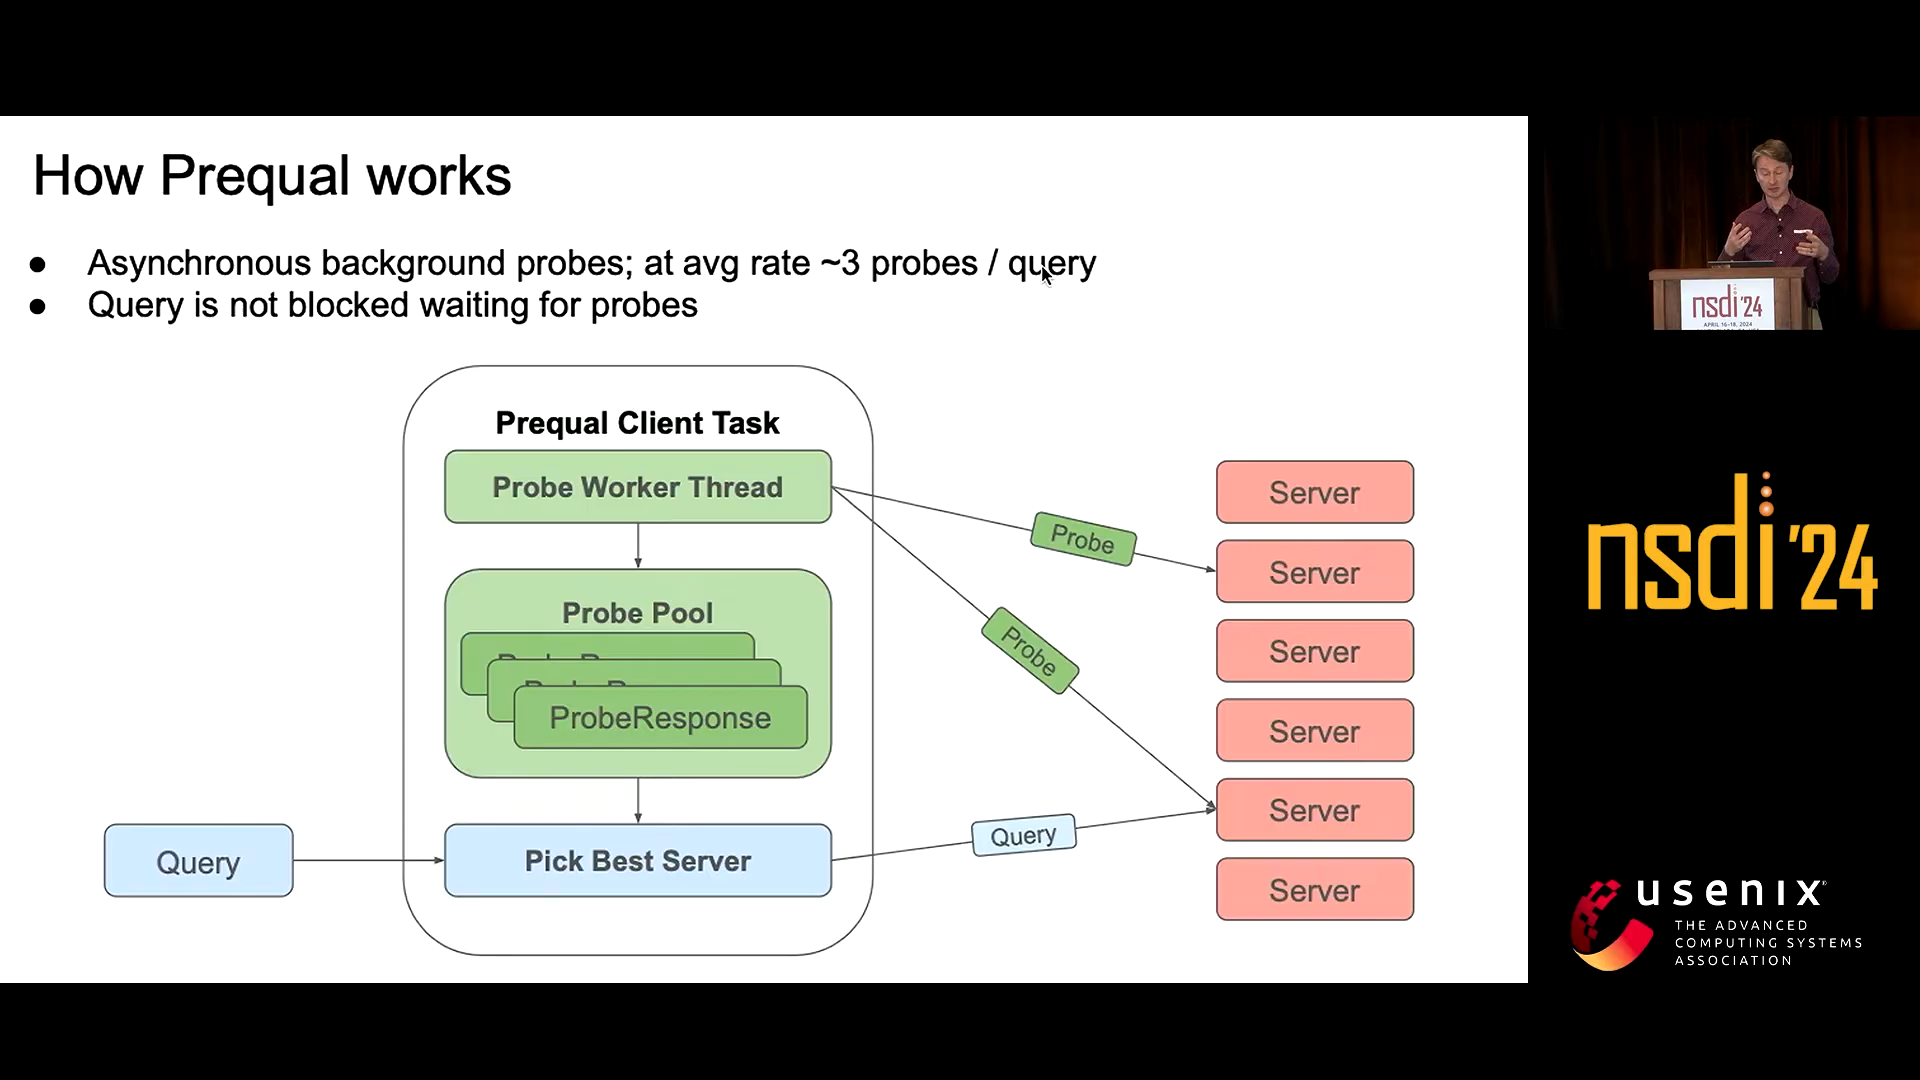 How Prequal works
● Asynchronous background probes; at avg rate ~3 probes / query
● Query is not blocked waiting for probes
Prequal Client Task
Probe Worker Thread
Probe Pool
ProbeResponse
Query
Pick Best Server
Probe
Probe
Query
Server
Server
Server
Server
Server
Server
nsdi '24
APRIL 16–18, 2024
nsdi '24
usenix
THE ADVANCED
COMPUTING SYSTEMS
ASSOCIATION